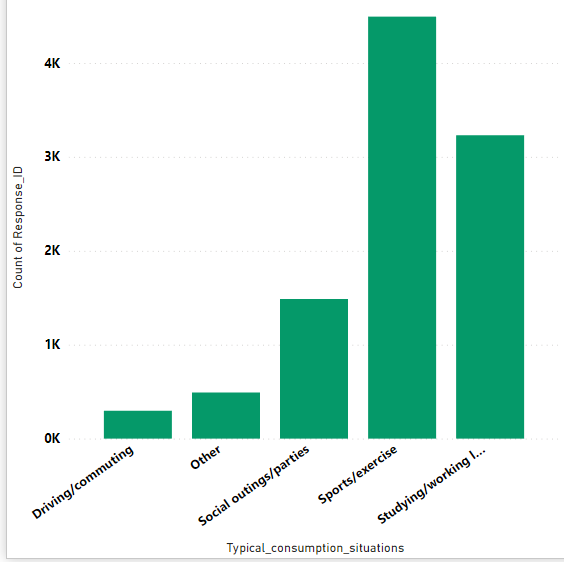 4K
3K
2K
1K
0K
Count of Response_ID
Driving/commuting
Other
Social outings/parties
Sports/exercise
Studying/working l...
Typical_consumption_situations